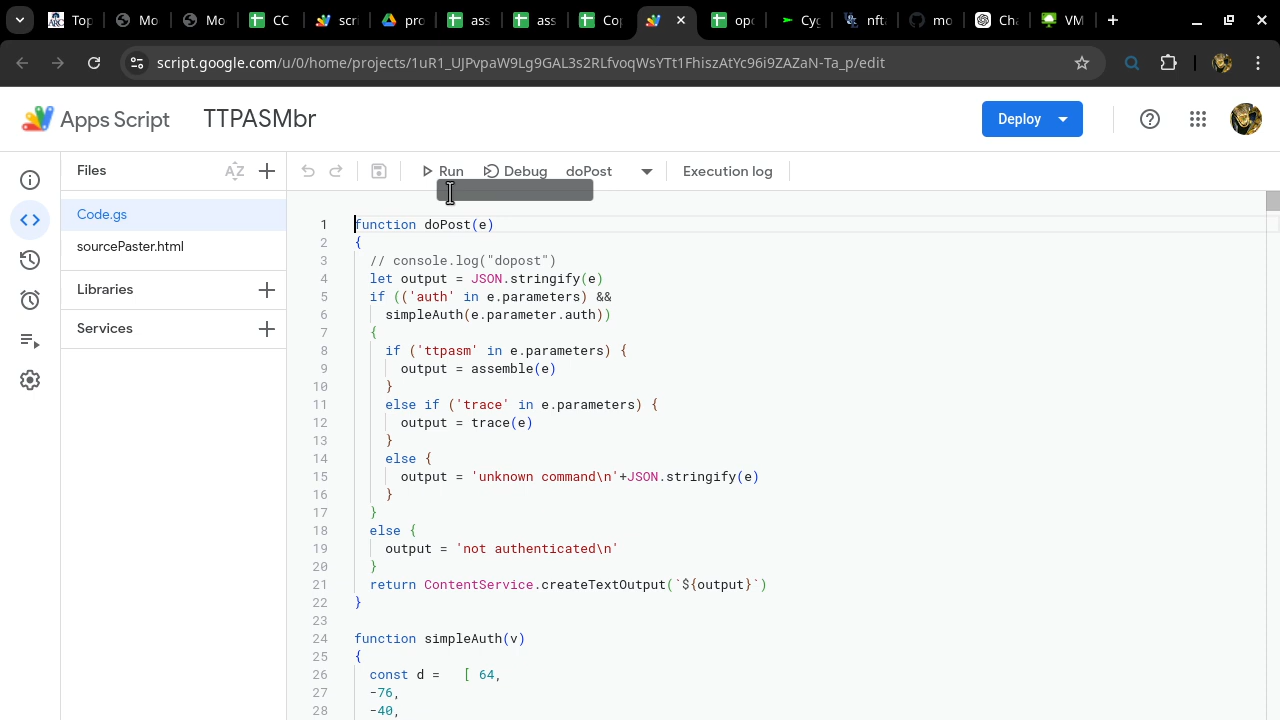 Top
Mo
Mo
CC
scr
pro
ass
ass
Co
opc
Cyg
nft
mo
Cha
VM
script.google.com/u/0/home/projects/1uR1_UJPvpaW9Lg9GAL3s2RLfvoqWsYTt1FhiszAtYc96i9ZAZaN-Ta_p/edit
Apps Script
TTPASMbr
Deploy
Files
AZ
Run
Debug
doPost
Execution log
Code.gs
sourcePaster.html
Libraries
Services
1 function doPost(e)
2 {
3 // console.log("dopost")
4 let output = JSON.stringify(e)
5 if (('auth' in e.parameters) &&
6 simpleAuth(e.parameter.auth))
7 {
8 if ('ttpasm' in e.parameters) {
9 output = assemble(e)
10 }
11 else if ('trace' in e.parameters) {
12 output = trace(e)
13 }
14 else {
15 output = 'unknown command\n'+JSON.stringify(e)
16 }
17 }
18 else {
19 output = 'not authenticated\n'
20 }
21 return ContentService.createTextOutput(`${output}`)
22 }
23
24 function simpleAuth(v)
25 {
26 const d = [ 64,
27 -76,
28 -40,